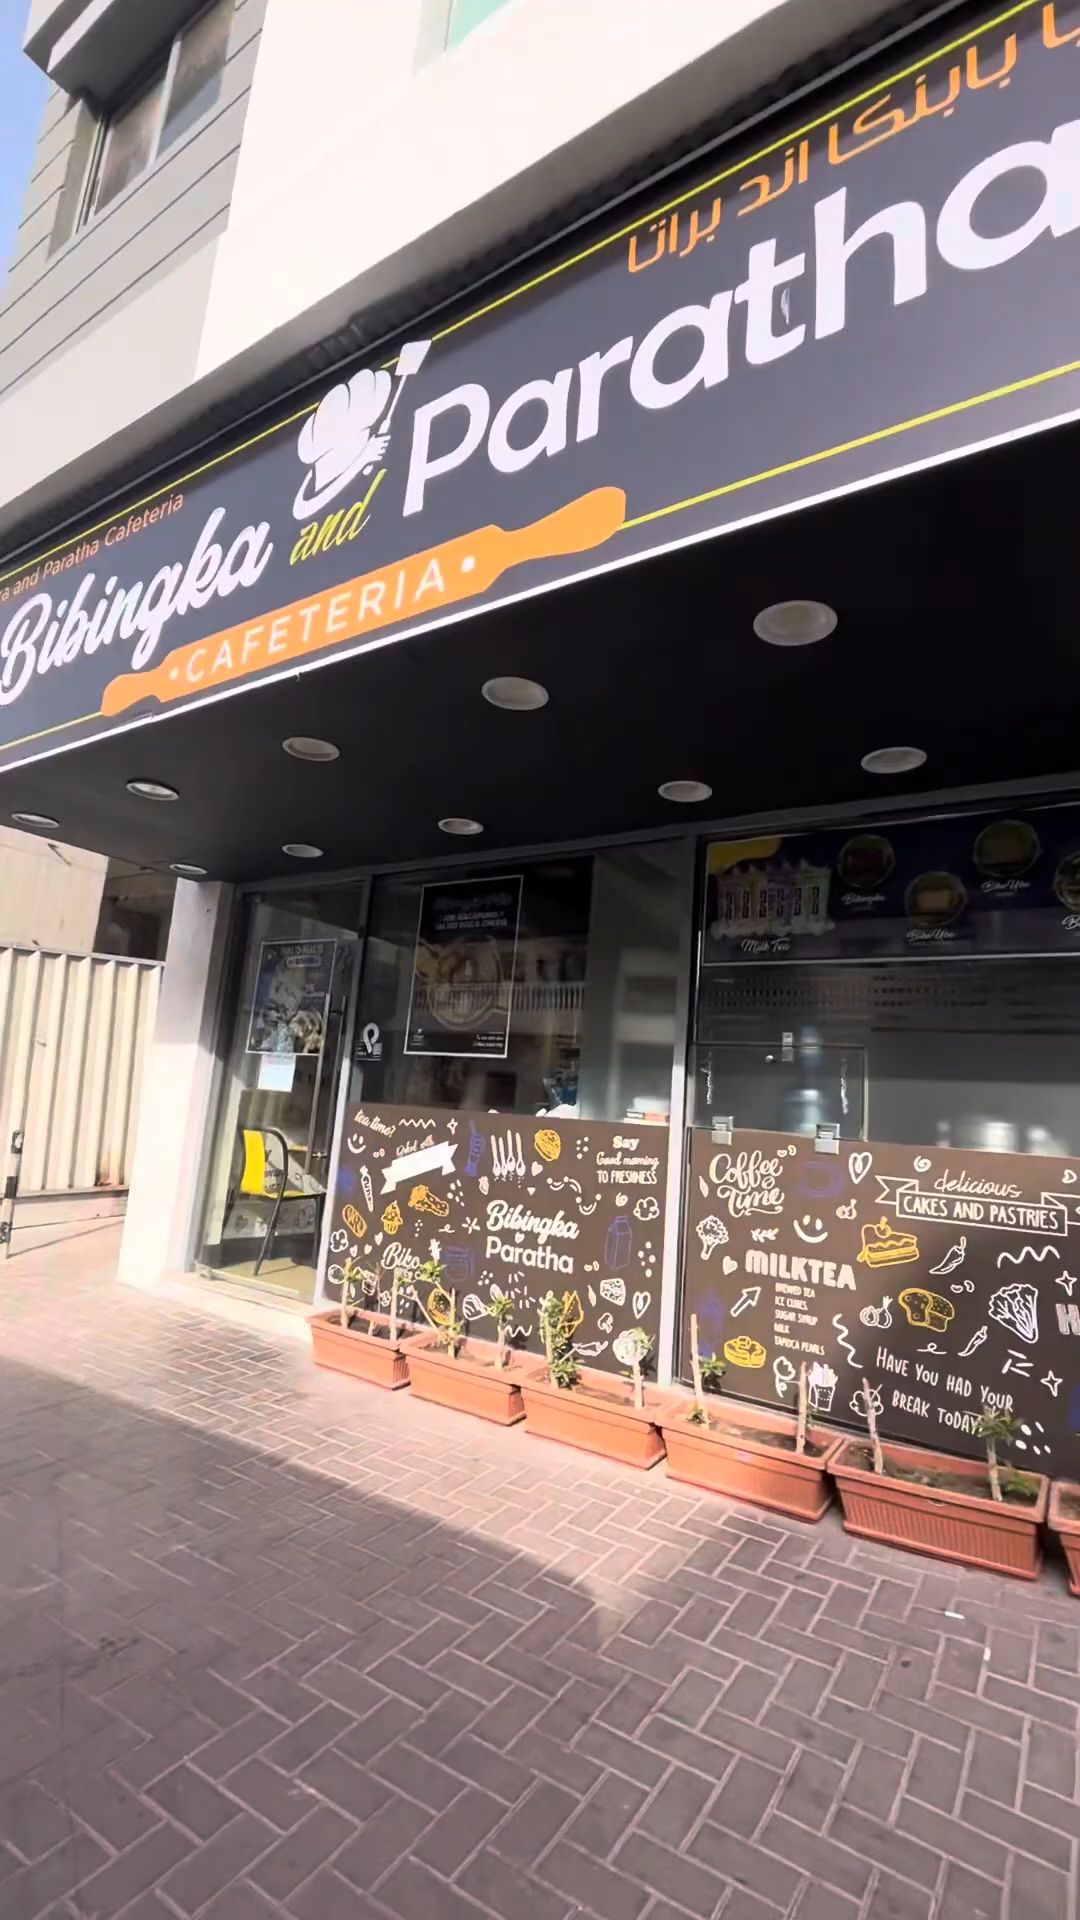 بابنكا اند براتا
ka and Paratha Cafeteria
Bibingka and Paratha
• CAFETERIA •
Milk Tea
Bibingka
tea time?
Say
Good morning
TO FRESHNESS
Bibingka
Paratha
Biko
Coffee
Time
delicious
CAKES AND PASTRIES
MILKTEA
BREWED TEA
ICE CUBES
SUGAR SYRUP
MILK
TAPIOCA PEARLS
HAVE YOU HAD YOUR
BREAK TODAY?